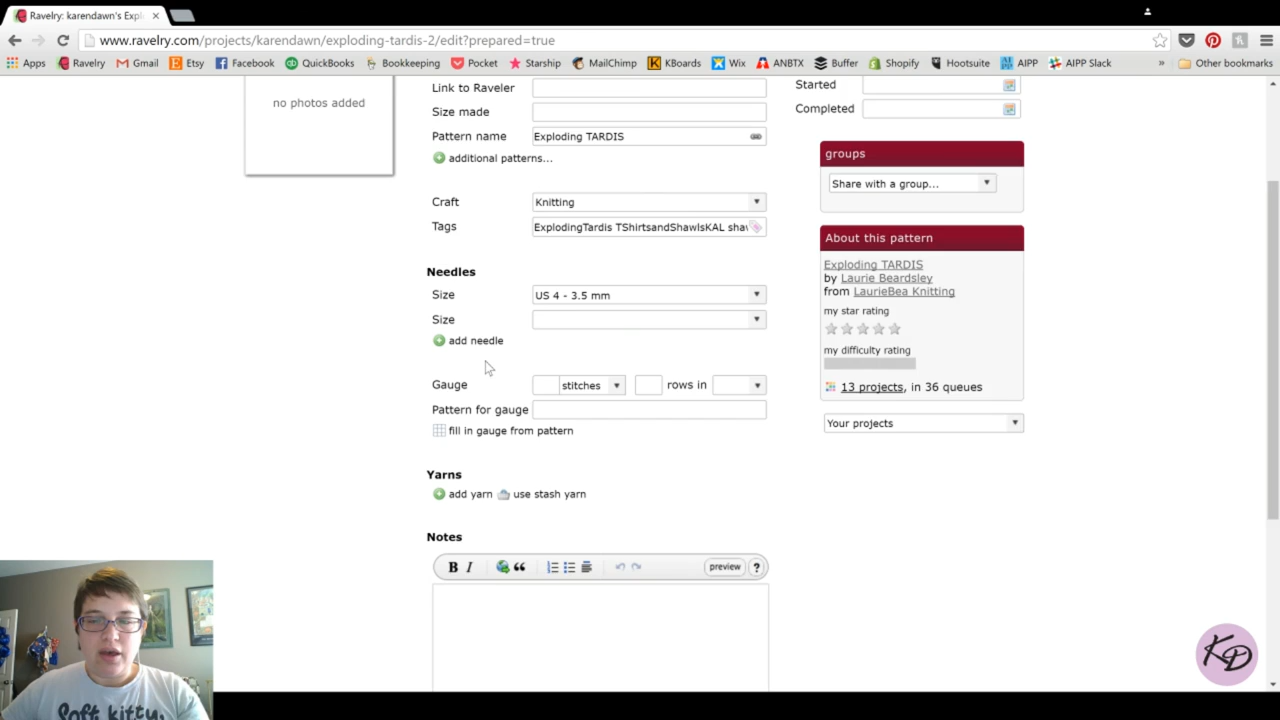 Ravelry: karendawn's Expl
www.ravelry.com/projects/karendawn/exploding-tardis-2/edit?prepared=true
Apps Ravelry Gmail Etsy Facebook QuickBooks Bookkeeping Pocket Starship MailChimp KBoards Wix ANBTX Buffer Shopify Hootsuite AIPP AIPP Slack » Other bookmarks
no photos added
Link to Raveler
Size made
Pattern name Exploding TARDIS
additional patterns...
Craft Knitting
Tags ExplodingTardis TShirtsandShawlsKAL shaw
Needles
Size US 4 - 3.5 mm
Size
add needle
Gauge stitches rows in
Pattern for gauge
fill in gauge from pattern
Yarns
add yarn use stash yarn
Notes
B I preview ?
Started
Completed
groups
Share with a group...
About this pattern
Exploding TARDIS
by Laurie Beardsley
from LaurieBea Knitting
my star rating
my difficulty rating
13 projects, in 36 queues
Your projects
Soft kitty,
KD